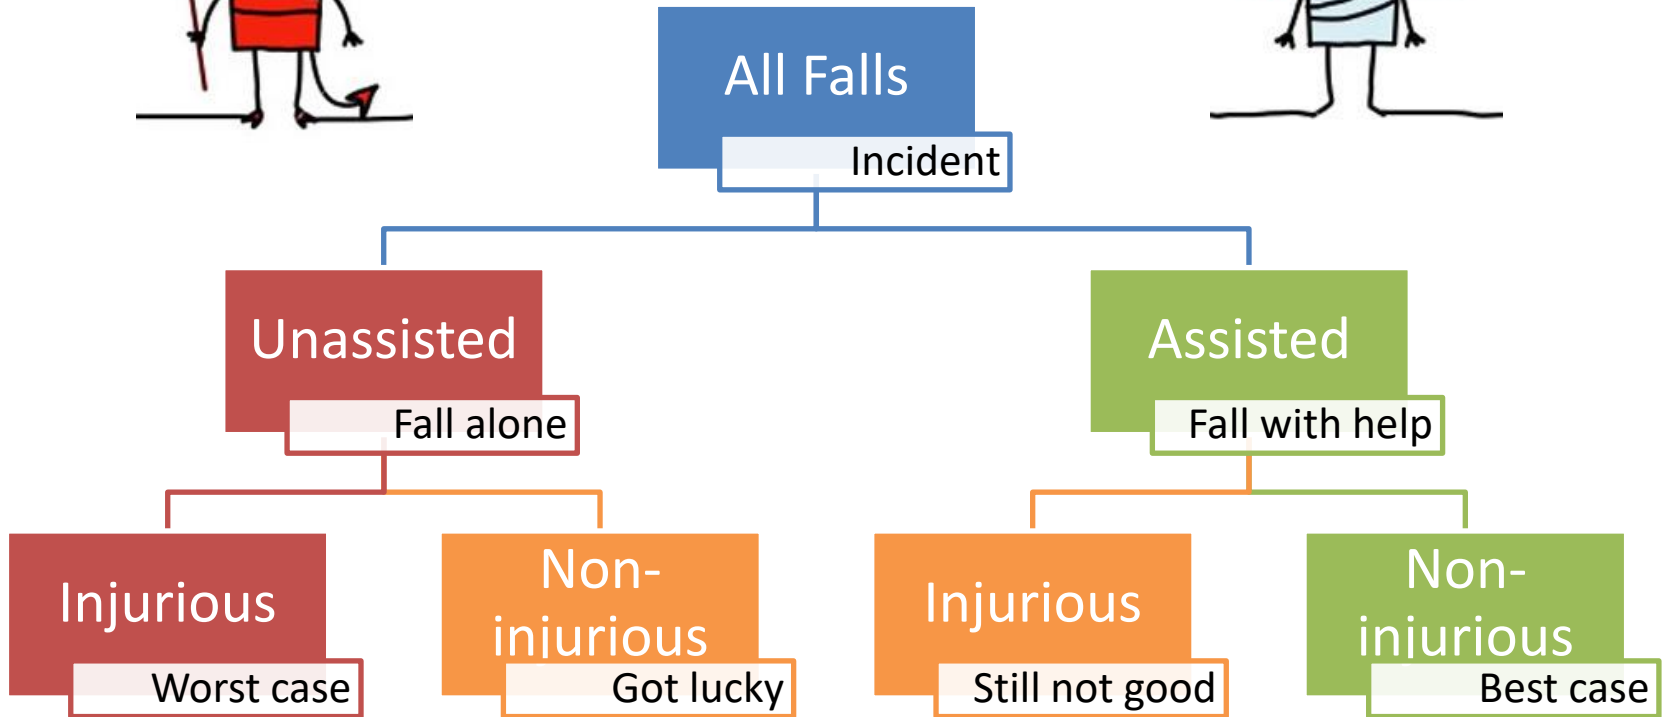 All Falls
Incident
Unassisted
Fall alone
Assisted
Fall with help
Injurious
Worst case
Non-
injurious
Got lucky
Injurious
Still not good
Non-
injurious
Best case